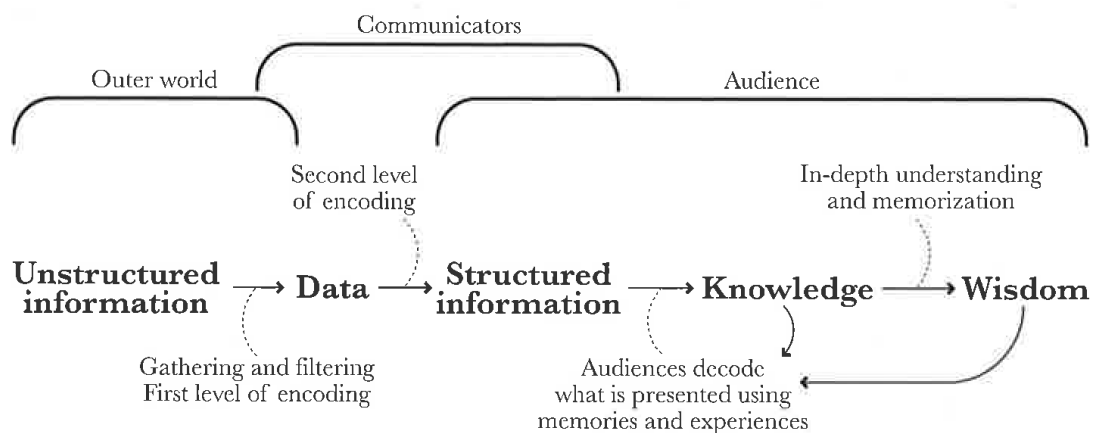 Communicators
Outer world
Audience
Second level
of encoding
In-depth understanding
and memorization
Unstructured
information
Data
Structured
information
Knowledge
Wisdom
Gathering and filtering
First level of encoding
Audiences decode
what is presented using
memories and experiences